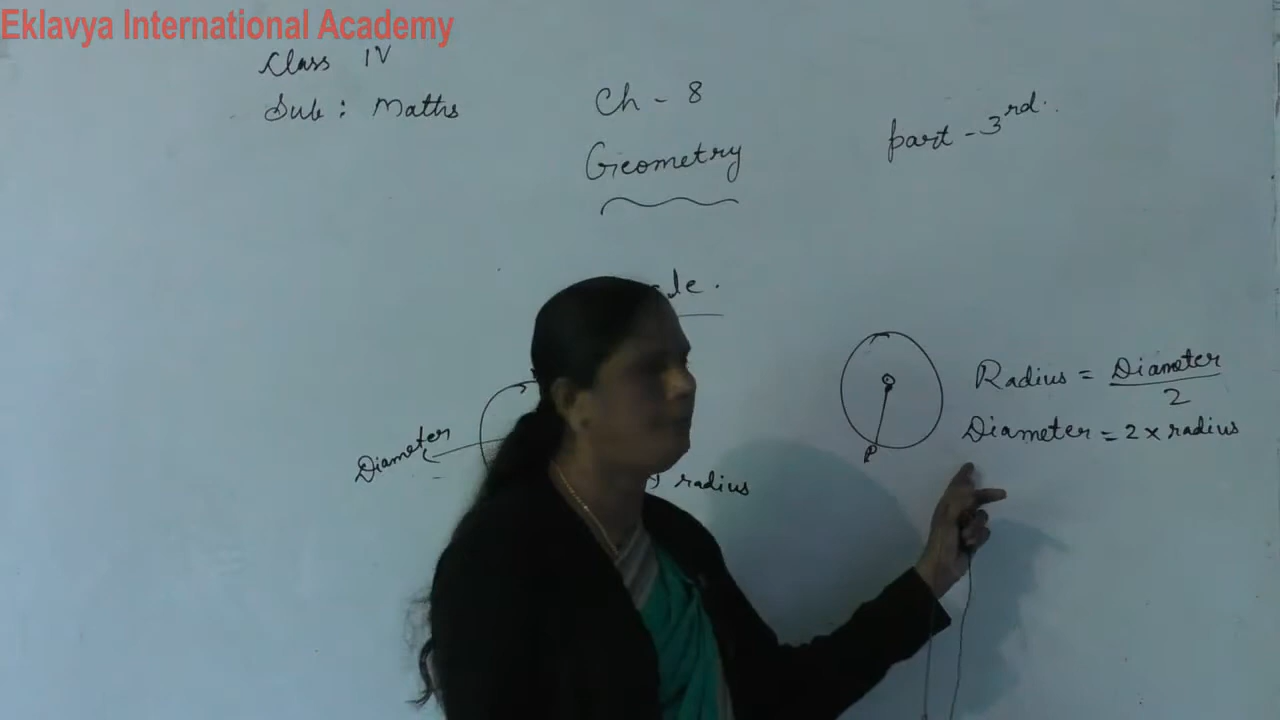 Eklavya International Academy
Class IV
Sub : Maths
Ch - 8
Geometry
part - 3rd.
Radius = Diameter / 2
Diameter = 2 x radius
O
P
Diameter
radius